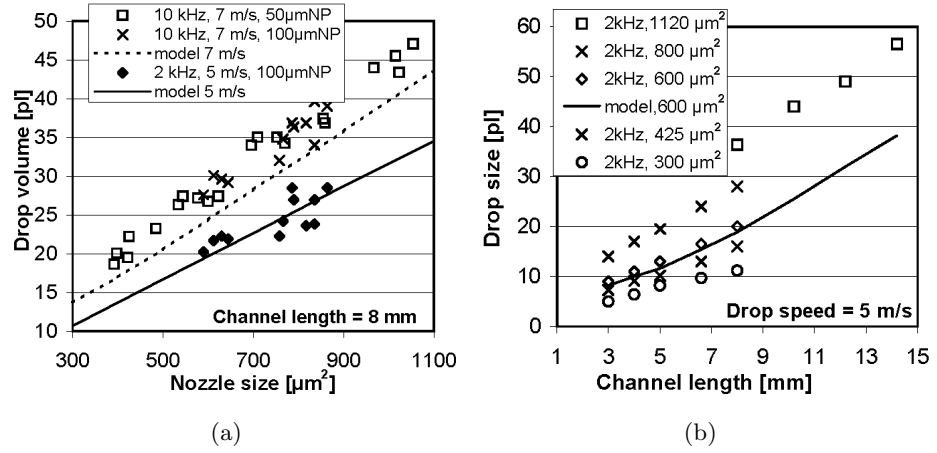 10 kHz, 7 m/s, 50µmNP
10 kHz, 7 m/s, 100µmNP
model 7 m/s
2 kHz, 5 m/s, 100µmNP
model 5 m/s
Drop volume [pl]
50
45
40
35
30
25
20
15
10
Channel length = 8 mm
300
500
700
900
1100
Nozzle size [µm²]
(a)
2kHz,1120 µm²
2kHz, 800 µm²
2kHz, 600 µm²
model,600 µm²
2kHz, 425 µm²
2kHz, 300 µm²
Drop size [pl]
60
50
40
30
20
10
0
Drop speed = 5 m/s
1
3
5
7
9
11
13
15
Channel length [mm]
(b)